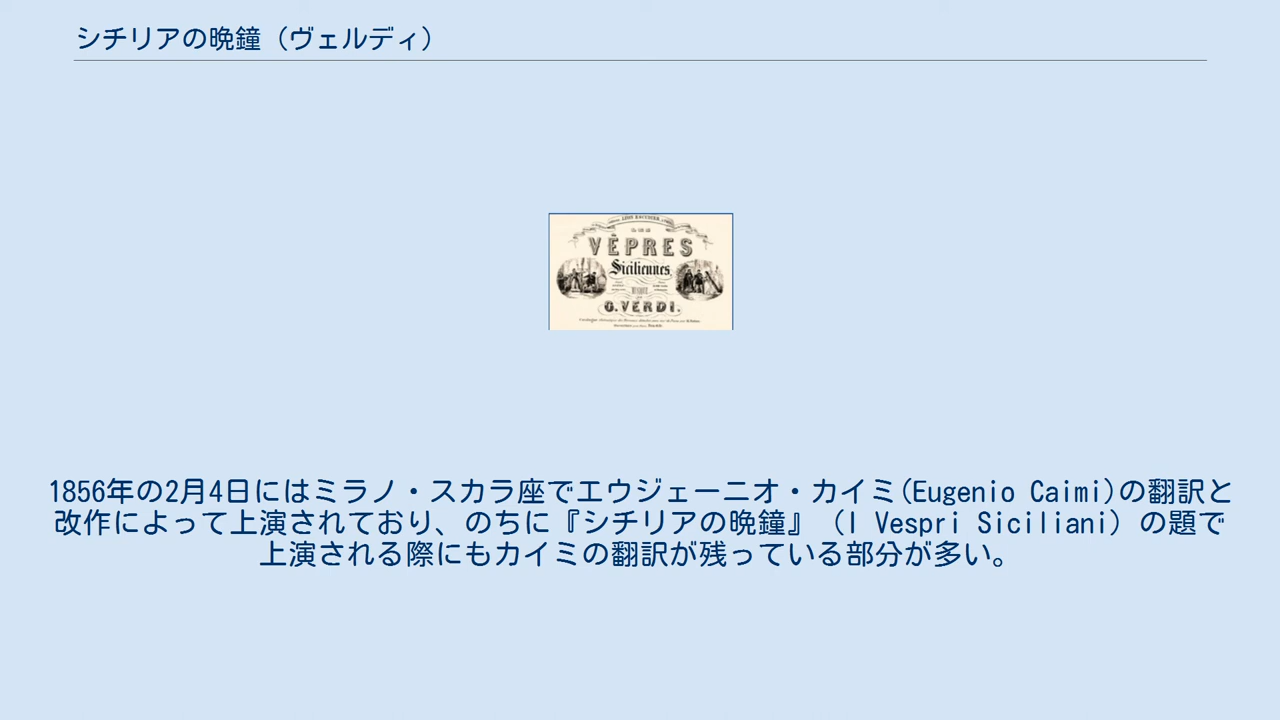 シチリアの晩鐘（ヴェルディ）
VÊPRES
Siciliennes
G. VERDI.
1856年の2月4日にはミラノ・スカラ座でエウジェーニオ・カイミ(Eugenio Caimi)の翻訳と
改作によって上演されており、のちに『シチリアの晩鐘』（I Vespri Siciliani）の題で
上演される際にもカイミの翻訳が残っている部分が多い。